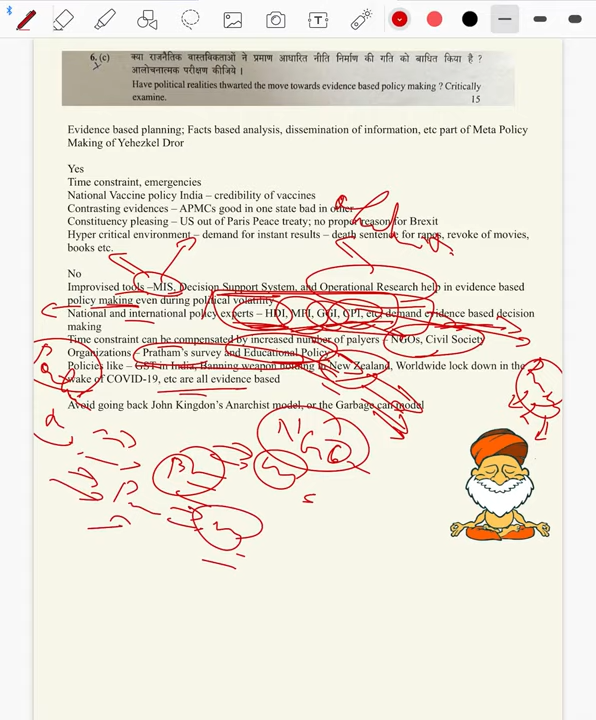 6. (c) क्या राजनैतिक वास्तविकताओं ने प्रमाण आधारित नीति निर्माण की गति को बाधित किया है ?
आलोचनात्मक परीक्षण कीजिये ।
Have political realities thwarted the move towards evidence based policy making ? Critically
examine. 15
Evidence based planning; Facts based analysis, dissemination of information, etc part of Meta Policy
Making of Yehezkel Dror
Yes
Time constraint, emergencies
National Vaccine policy India – credibility of vaccines
Contrasting evidences – APMCs good in one state bad in other
Constituency pleasing – US out of Paris Peace treaty; no proper reason for Brexit
Hyper critical environment – demand for instant results – death sentence for rapes, revoke of movies,
books etc.
No
Improvised tools –MIS, Decision Support System, and Operational Research help in evidence based
policy making even during political volatility
National and international policy experts – HDI, MPI, GGI, CPI, etc demand evidence based decision
making
Time constraint can be compensated by increased number of palyers – NGOs, Civil Society
Organizations – Pratham's survey and Educational Policy
Policies like – GST in India, Banning weapon holding in New Zealand, Worldwide lock down in the
wake of COVID-19, etc are all evidence based
Avoid going back John Kingdon's Anarchist model, or the Garbage can model